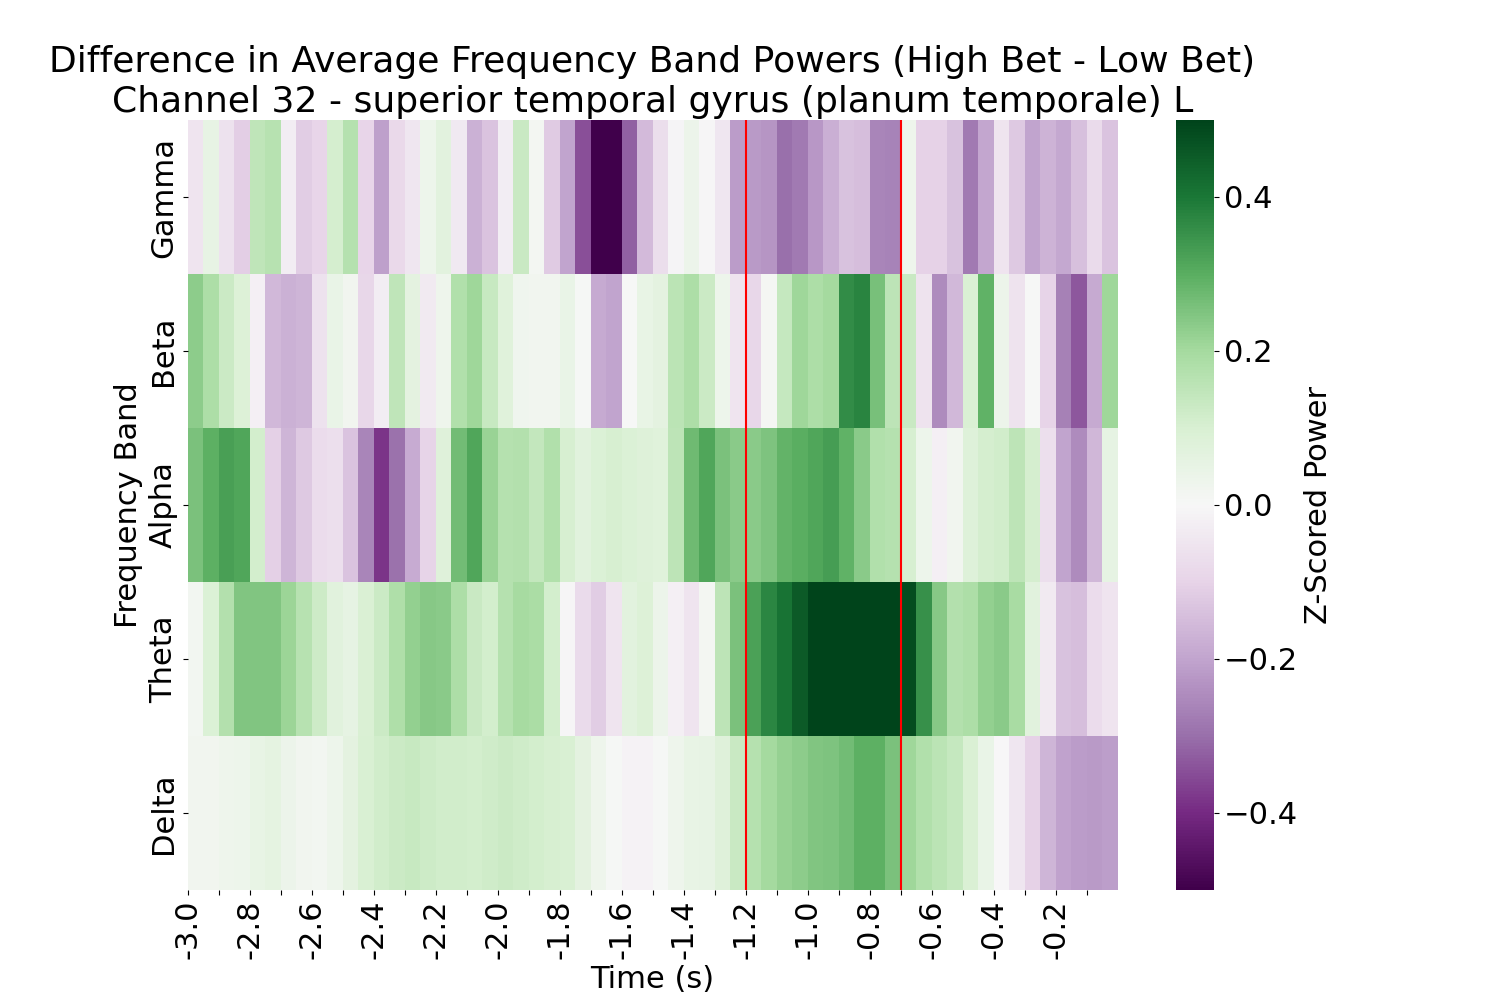 Difference in Average Frequency Band Powers (High Bet - Low Bet)
Channel 32 - superior temporal gyrus (planum temporale) L
Frequency Band
Gamma
Beta
Alpha
Theta
Delta
-3.0
-2.8
-2.6
-2.4
-2.2
-2.0
-1.8
-1.6
-1.4
-1.2
-1.0
-0.8
-0.6
-0.4
-0.2
Time (s)
0.4
0.2
0.0
−0.2
−0.4
Z-Scored Power